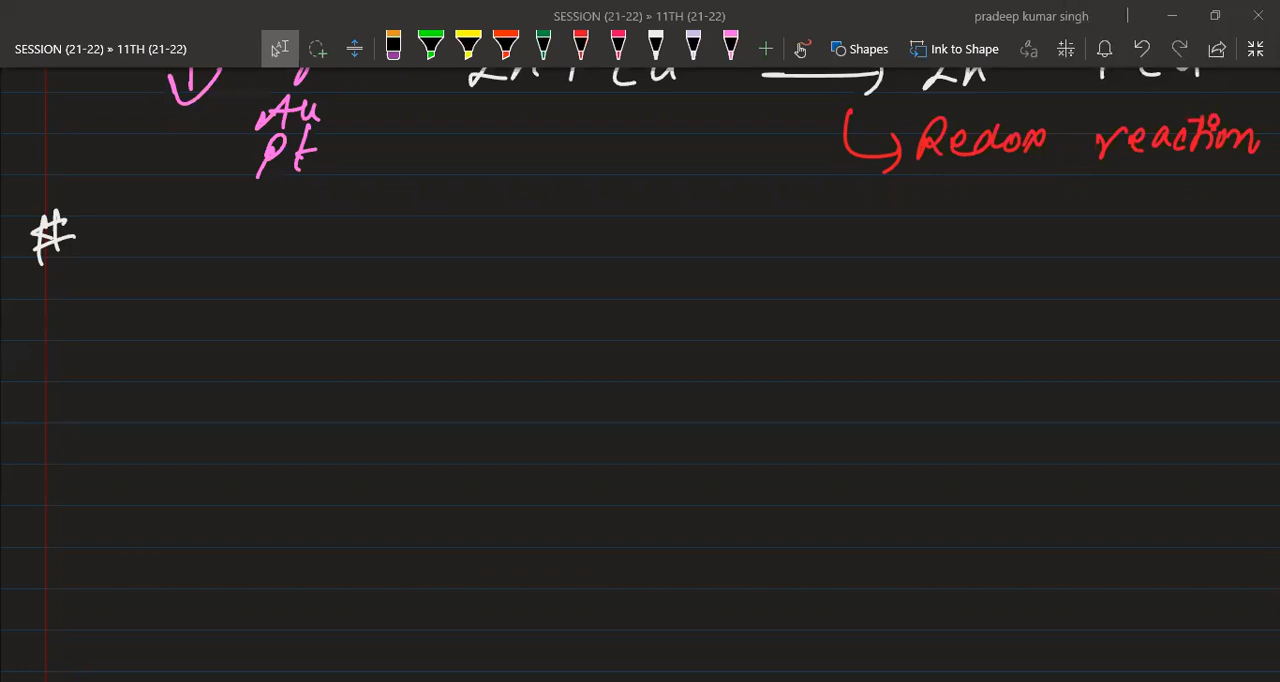 SESSION (21-22) » 11TH (21-22)
pradeep kumar singh
SESSION (21-22) » 11TH (21-22)
Shapes
Ink to Shape
Au
Pt
Redox reaction
#